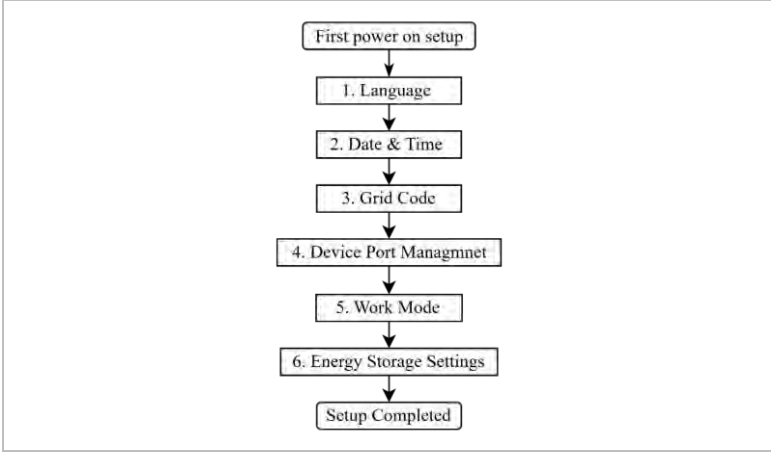 First power on setup
1. Language
2. Date & Time
3. Grid Code
4. Device Port Managmnet
5. Work Mode
6. Energy Storage Settings
Setup Completed